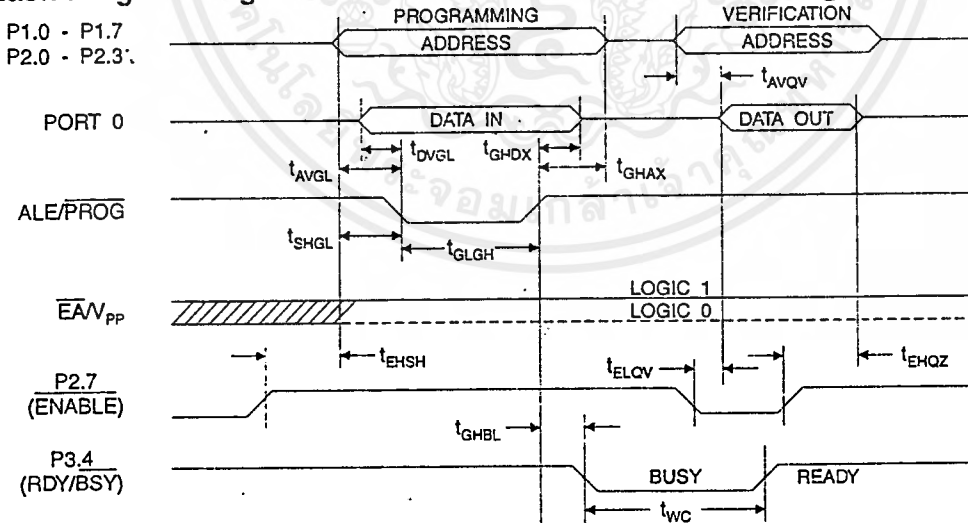 PROGRAMMING
VERIFICATION
P1.0 - P1.7
P2.0 - P2.3
ADDRESS
ADDRESS
tAVQV
PORT 0
DATA IN
DATA OUT
tDVGL
tGHDX
tAVGL
tGHAX
ALE/PROG
tSHGL
tGLGH
LOGIC 1
LOGIC 0
EA/VPP
tEHSH
tELQV
tEHQZ
P2.7
(ENABLE)
tGHBL
P3.4
(RDY/BSY)
BUSY
READY
tWC